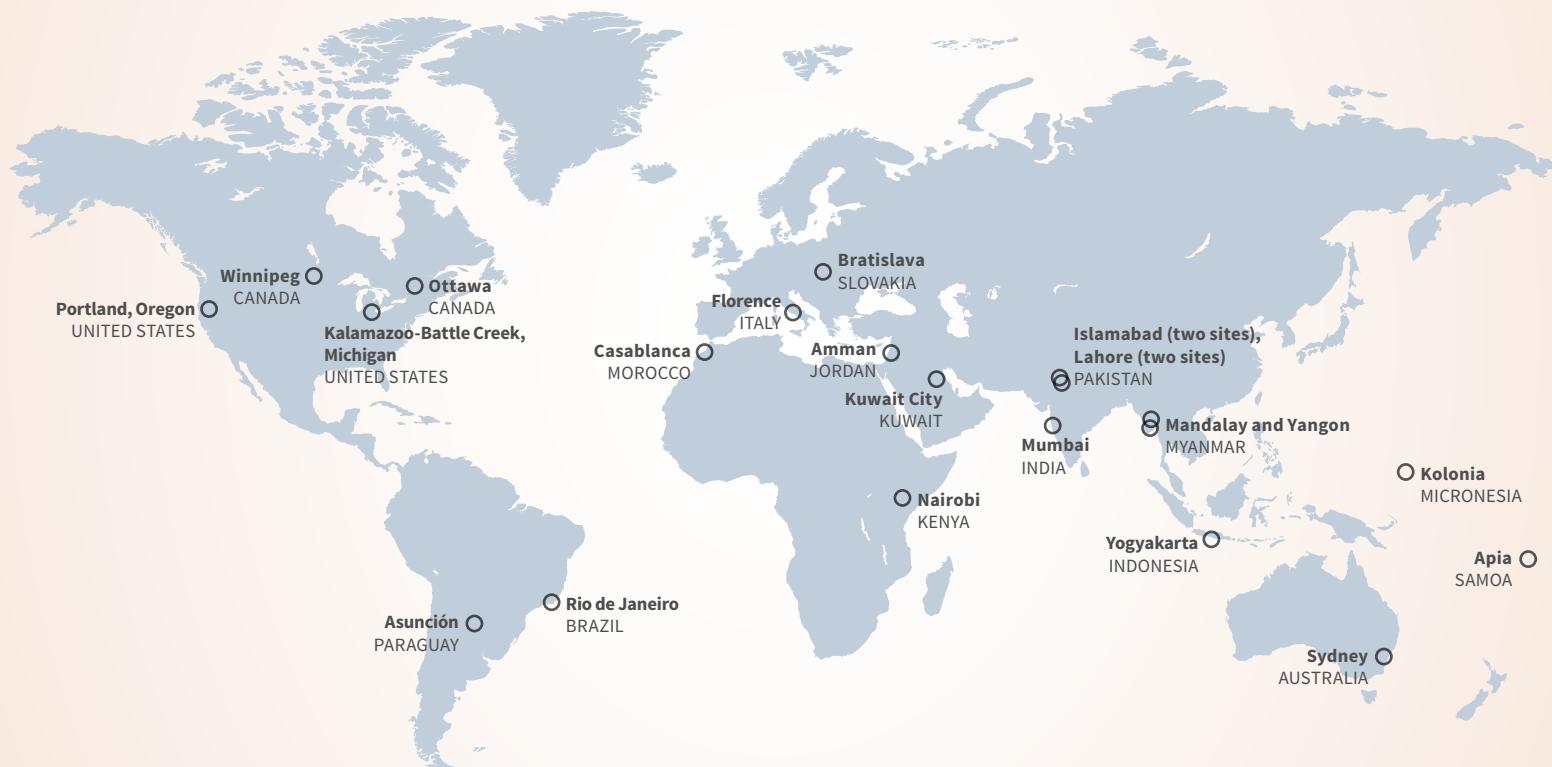 Winnipeg
CANADA
Ottawa
CANADA
Portland, Oregon
UNITED STATES
Kalamazoo-Battle Creek,
Michigan
UNITED STATES
Bratislava
SLOVAKIA
Florence
ITALY
Casablanca
MOROCCO
Amman
JORDAN
Kuwait City
KUWAIT
Islamabad (two sites),
Lahore (two sites)
PAKISTAN
Mumbai
INDIA
Mandalay and Yangon
MYANMAR
Nairobi
KENYA
Kolonia
MICRONESIA
Yogyakarta
INDONESIA
Apia
SAMOA
Asunción
PARAGUAY
Rio de Janeiro
BRAZIL
Sydney
AUSTRALIA